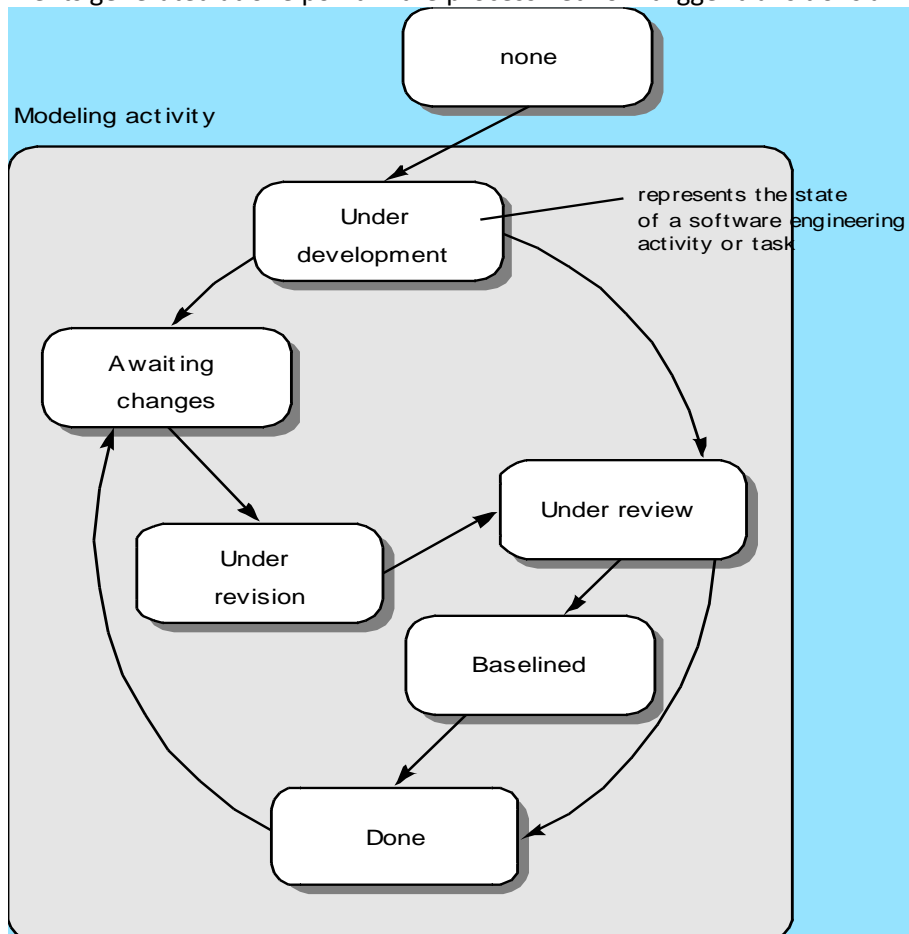 none
Modeling activity
represents the state
of a software engineering
activity or task
Under
development
Awaiting
changes
Under review
Under
revision
Baselined
Done